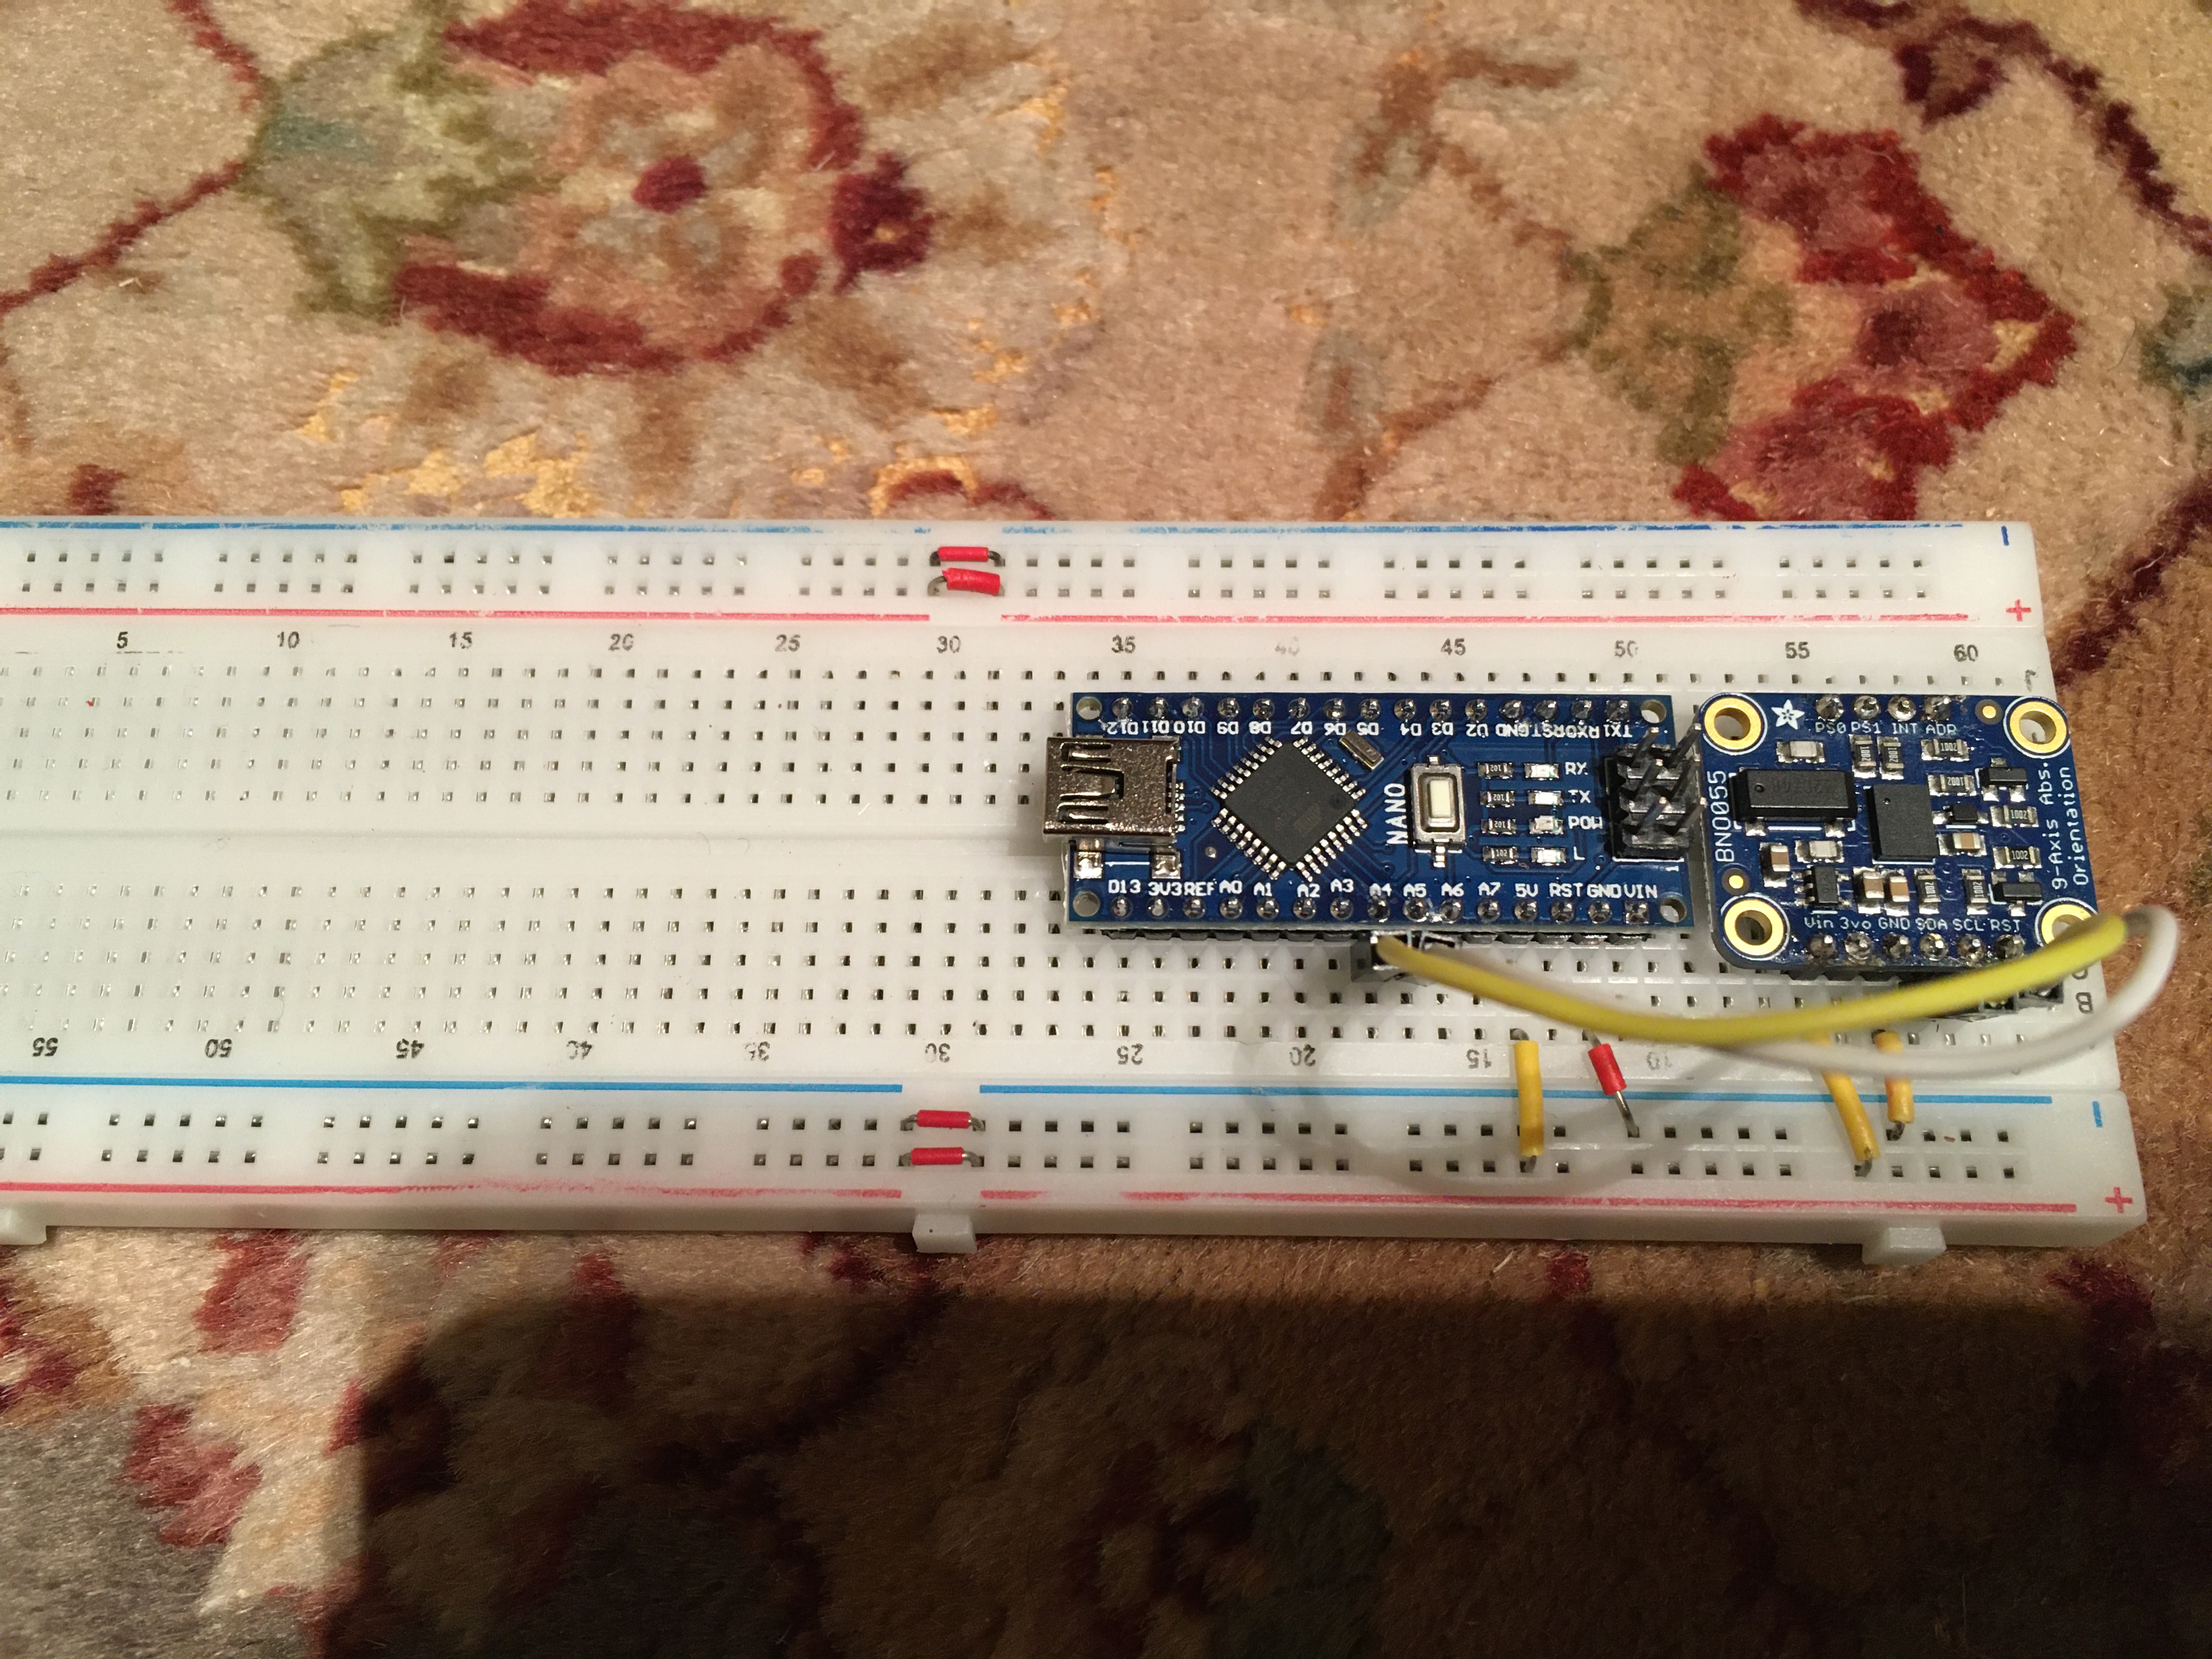 −
+
5 10 15 20 25 30 35 40 45 50 55 60
D12 D11 D10 D9 D8 D7 D6 D5 D4 D3 D2 GND RST RX0 TX1
RX
TX
POW
L
NANO
1
D13 3V3 REF A0 A1 A2 A3 A4 A5 A6 A7 5V RST GND VIN
PS0 PS1 INT ADR
BNO055
9-Axis Abs.
Orientation
Vin 3vo GND SDA SCL RST
B
55 50 45 40 35 30 25 20 15 10
−
+